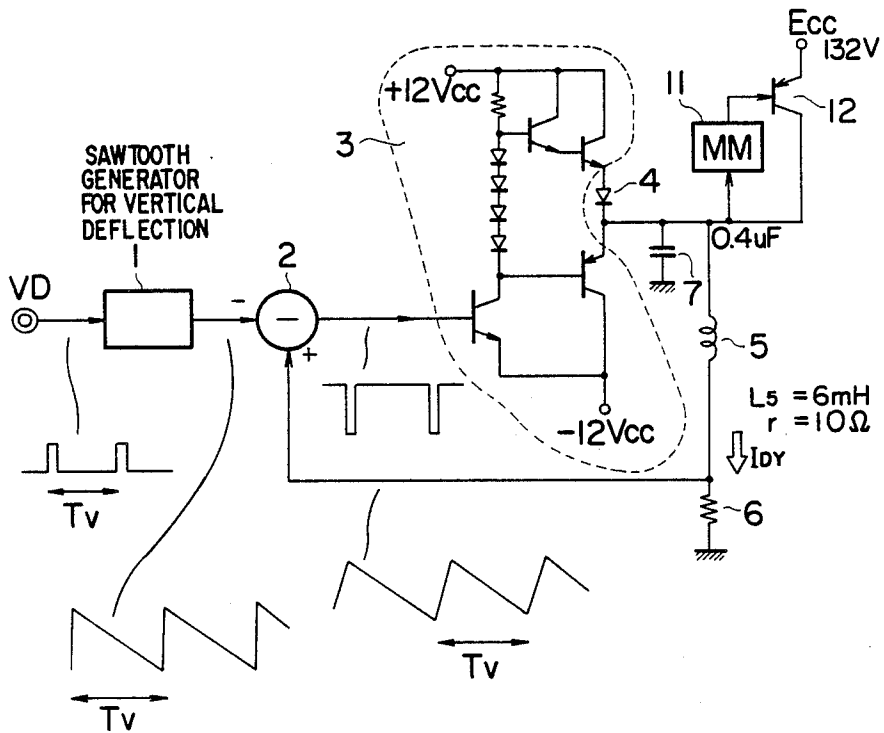 Ecc
132V
+12Vcc
11
12
MM
3
SAWTOOTH
GENERATOR
FOR VERTICAL
DEFLECTION
1
2
4
0.4uF
7
VD
-
-
+
5
L5 = 6mH
r = 10Ω
-12Vcc
IDY
6
Tv
Tv
Tv